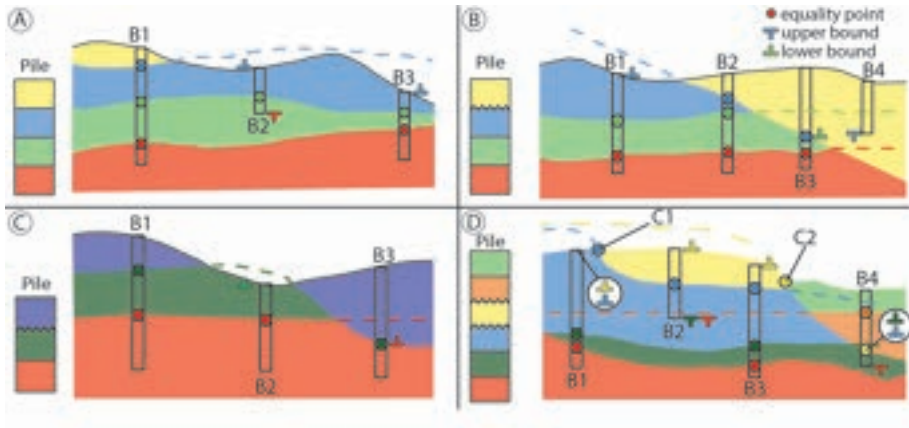 A
B1
Pile
B2
B3
B
equality point
upper bound
lower bound
Pile
B1
B2
B4
B3
C
B1
Pile
B3
B2
D
Pile
C1
C2
B4
B2
B1
B3